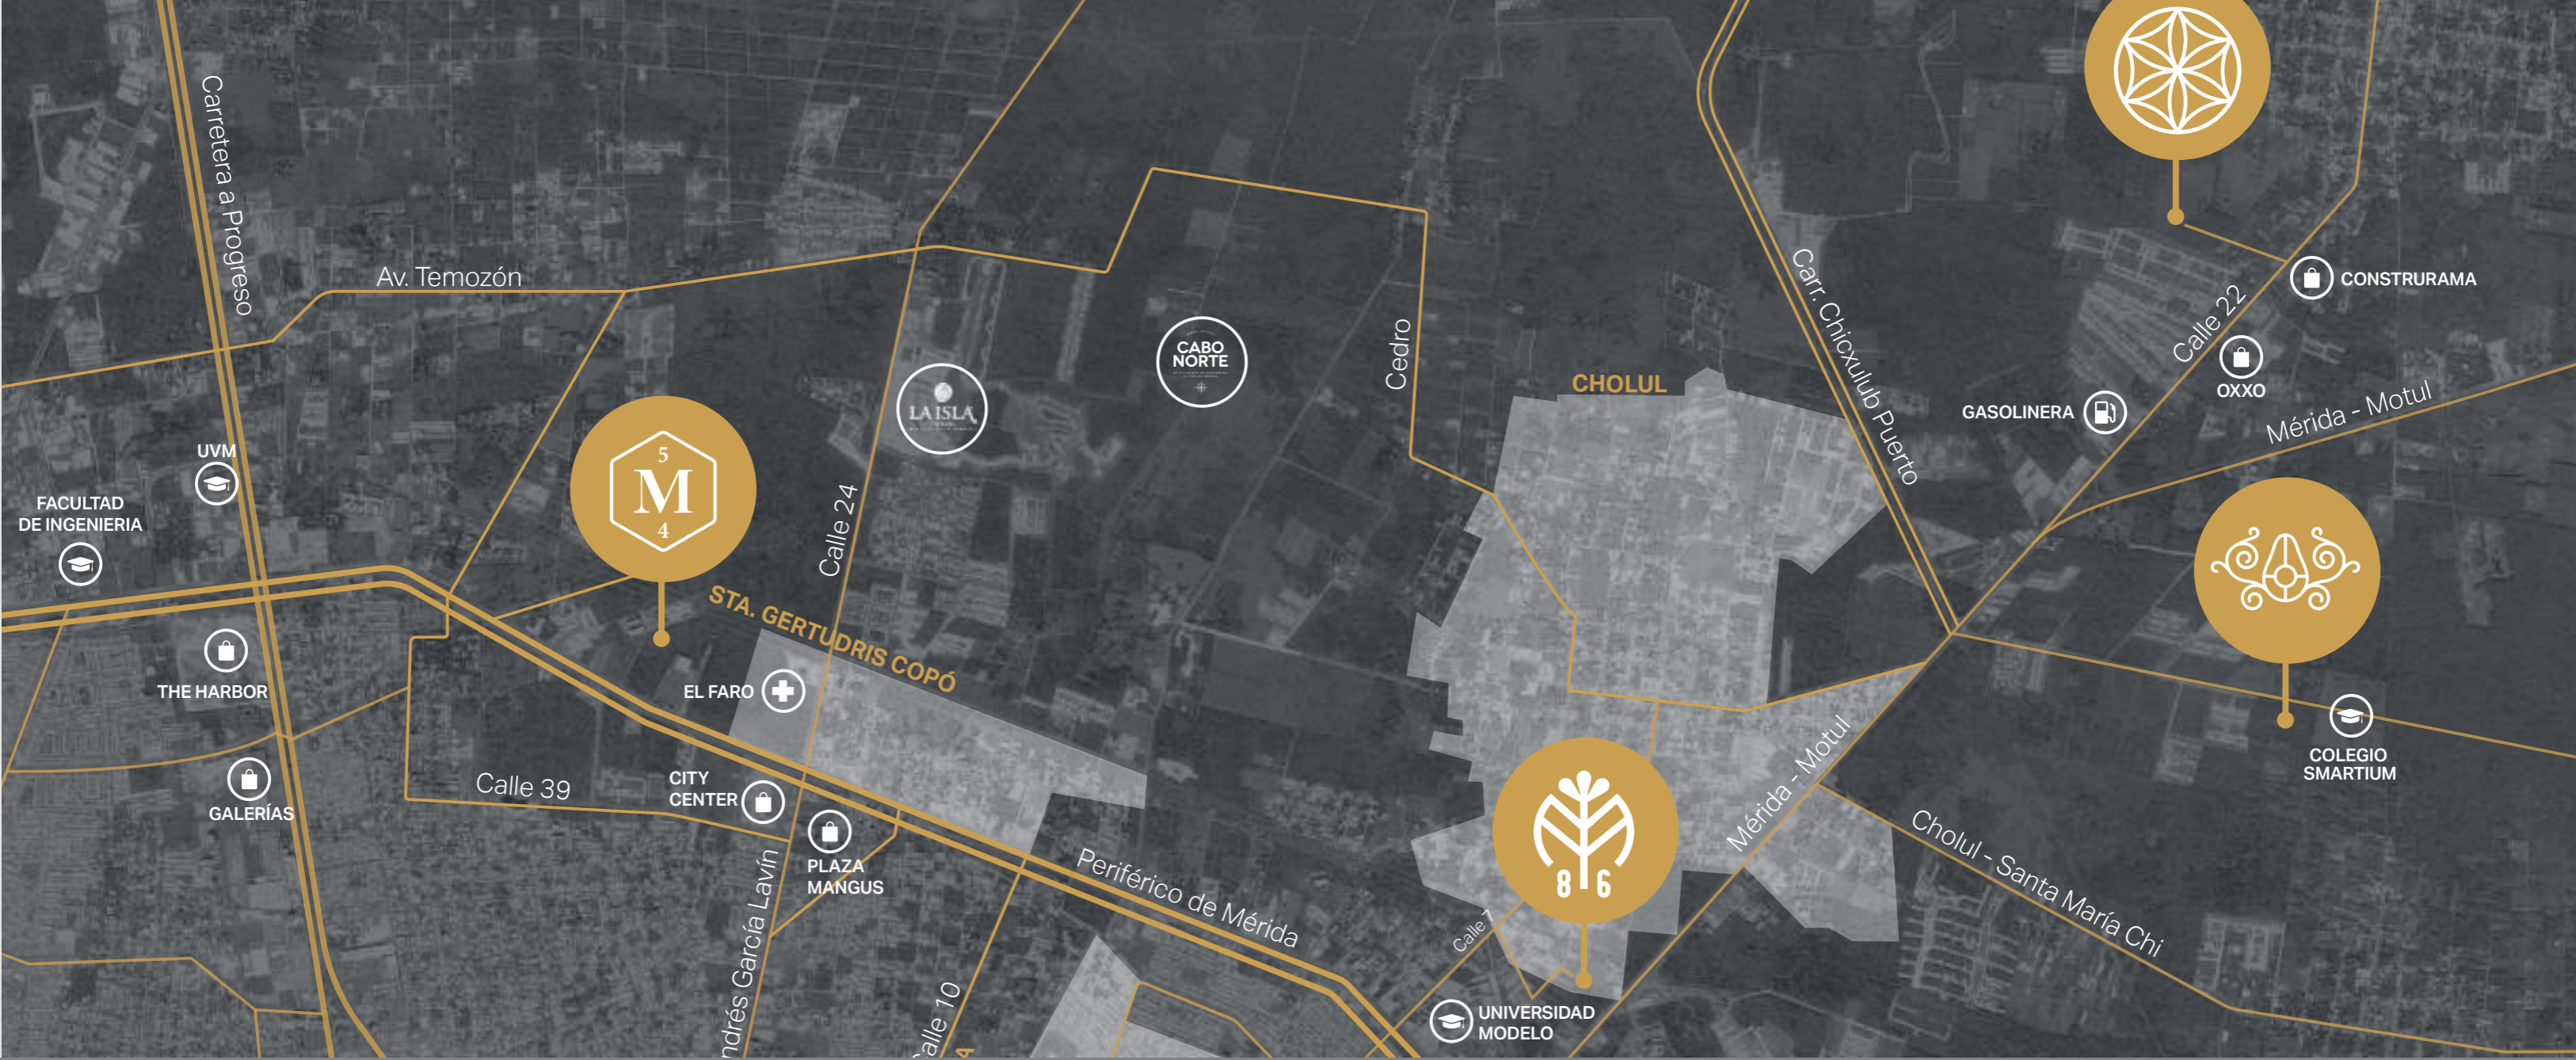 Carretera a Progreso
Av. Temozón
CABO
NORTE
Cedro
CHOLUL
Carr. Chicxulub Puerto
CONSTRURAMA
Calle 22
OXXO
GASOLINERA
Mérida - Motul
LA ISLA
UVM
FACULTAD
DE INGENIERIA
5
M
4
Calle 24
STA. GERTUDRIS COPÓ
THE HARBOR
EL FARO
GALERÍAS
Calle 39
CITY
CENTER
PLAZA
MANGUS
Periférico de Mérida
Mérida - Motul
COLEGIO
SMARTIUM
Cholul - Santa María Chi
8 6
Calle 7
ndrés García Lavín
Calle 10
A
UNIVERSIDAD
MODELO